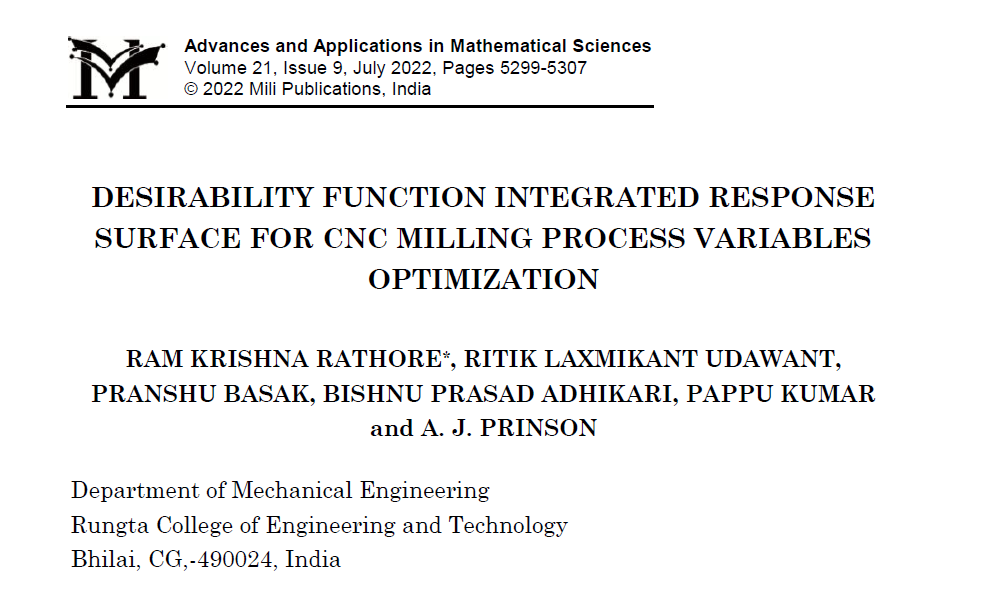 Advances and Applications in Mathematical Sciences
Volume 21, Issue 9, July 2022, Pages 5299-5307
© 2022 Mili Publications, India
DESIRABILITY FUNCTION INTEGRATED RESPONSE
SURFACE FOR CNC MILLING PROCESS VARIABLES
OPTIMIZATION
RAM KRISHNA RATHORE*, RITIK LAXMIKANT UDAWANT,
PRANSHU BASAK, BISHNU PRASAD ADHIKARI, PAPPU KUMAR
and A. J. PRINSON
Department of Mechanical Engineering
Rungta College of Engineering and Technology
Bhilai, CG,-490024, India